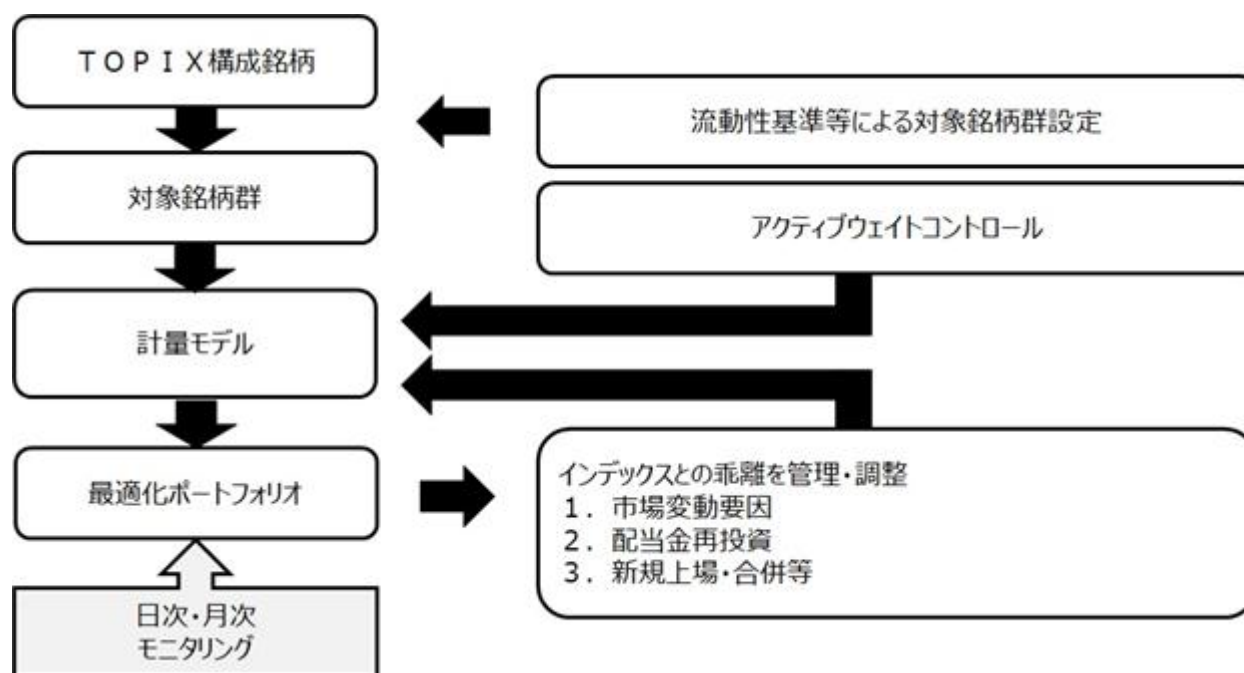 ＴＯＰＩＸ構成銘柄
流動性基準等による対象銘柄群設定
対象銘柄群
アクティブウェイトコントロール
計量モデル
最適化ポートフォリオ
インデックスとの乖離を管理・調整
１．市場変動要因
２．配当金再投資
３．新規上場・合併等
日次・月次
モニタリング